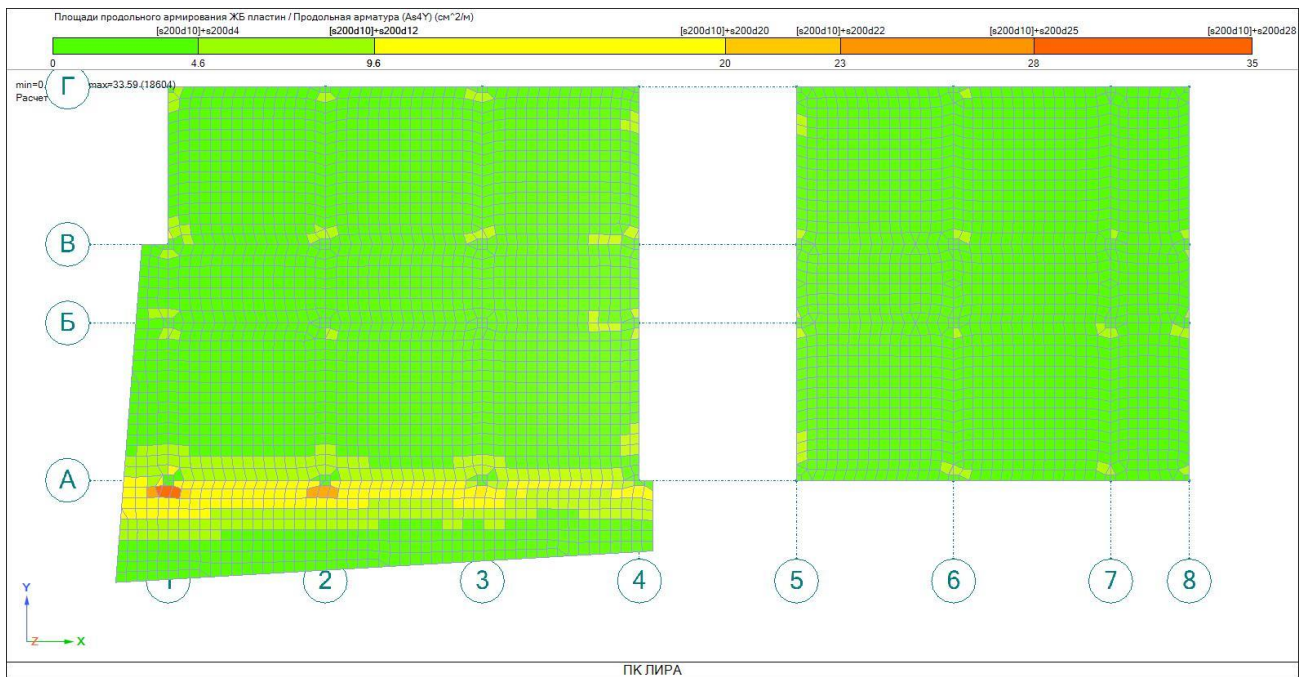 Площади продольного армирования ЖБ пластин / Продольная арматура (As4Y) (см^2/м)
[s200d10]+s200d4 [s200d10]+s200d12 [s200d10]+s200d20 [s200d10]+s200d22 [s200d10]+s200d25 [s200d10]+s200d28
0 4.6 9.6 20 23 28 35
min=0. max=33.59 (18604)
Расчет
Г
В
Б
А
1 2 3 4 5 6 7 8
Y
Z X
ПК ЛИРА